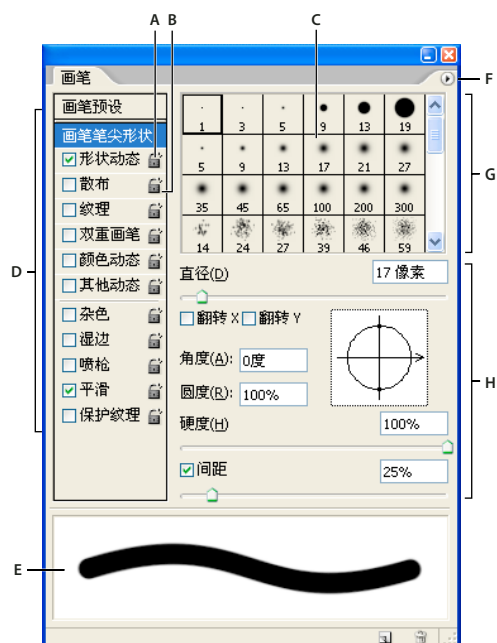 A B C
画笔
F
画笔预设
画笔笔尖形状
形状动态
散布
纹理
双重画笔
颜色动态
其他动态
杂色
湿边
喷枪
平滑
保护纹理
D
1 3 5 9 13 19
5 9 13 17 21 27
35 45 65 100 200 300
14 24 27 39 46 59
G
直径(D) 17 像素
翻转 X 翻转 Y
角度(A): 0度
圆度(R): 100%
硬度(H) 100%
间距 25%
H
E